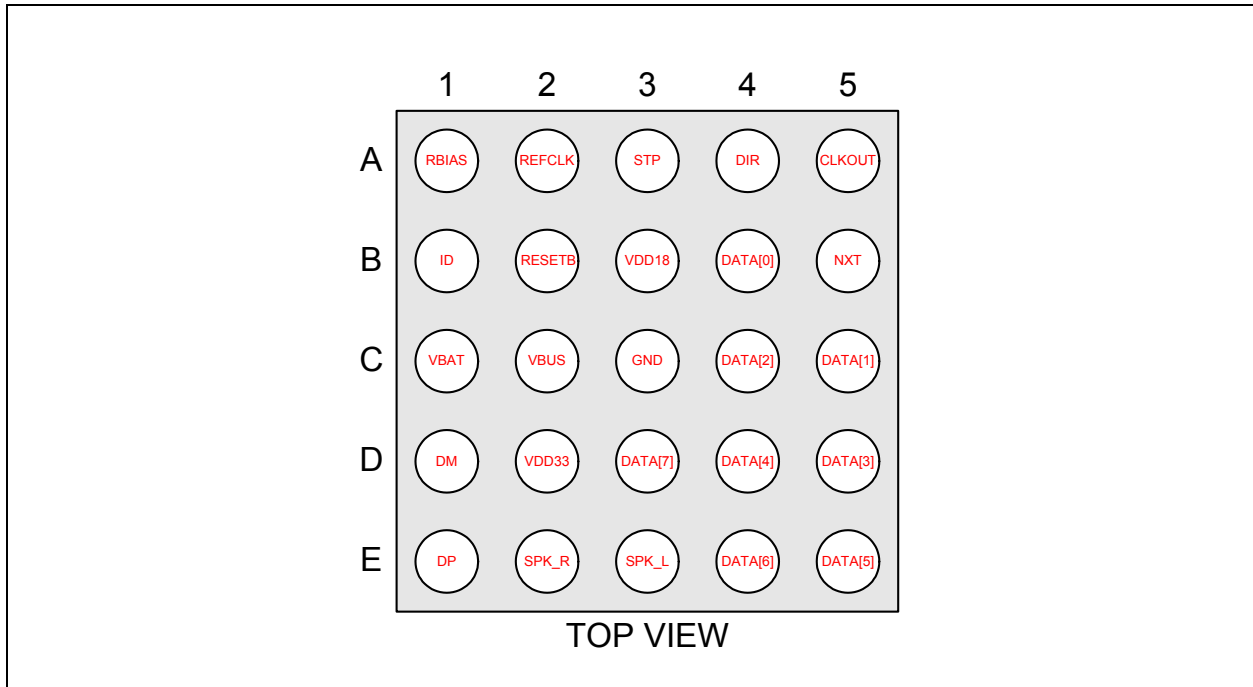 1 2 3 4 5
A RBIAS REFCLK STP DIR CLKOUT
B ID RESETB VDD18 DATA[0] NXT
C VBAT VBUS GND DATA[2] DATA[1]
D DM VDD33 DATA[7] DATA[4] DATA[3]
E DP SPK_R SPK_L DATA[6] DATA[5]
TOP VIEW